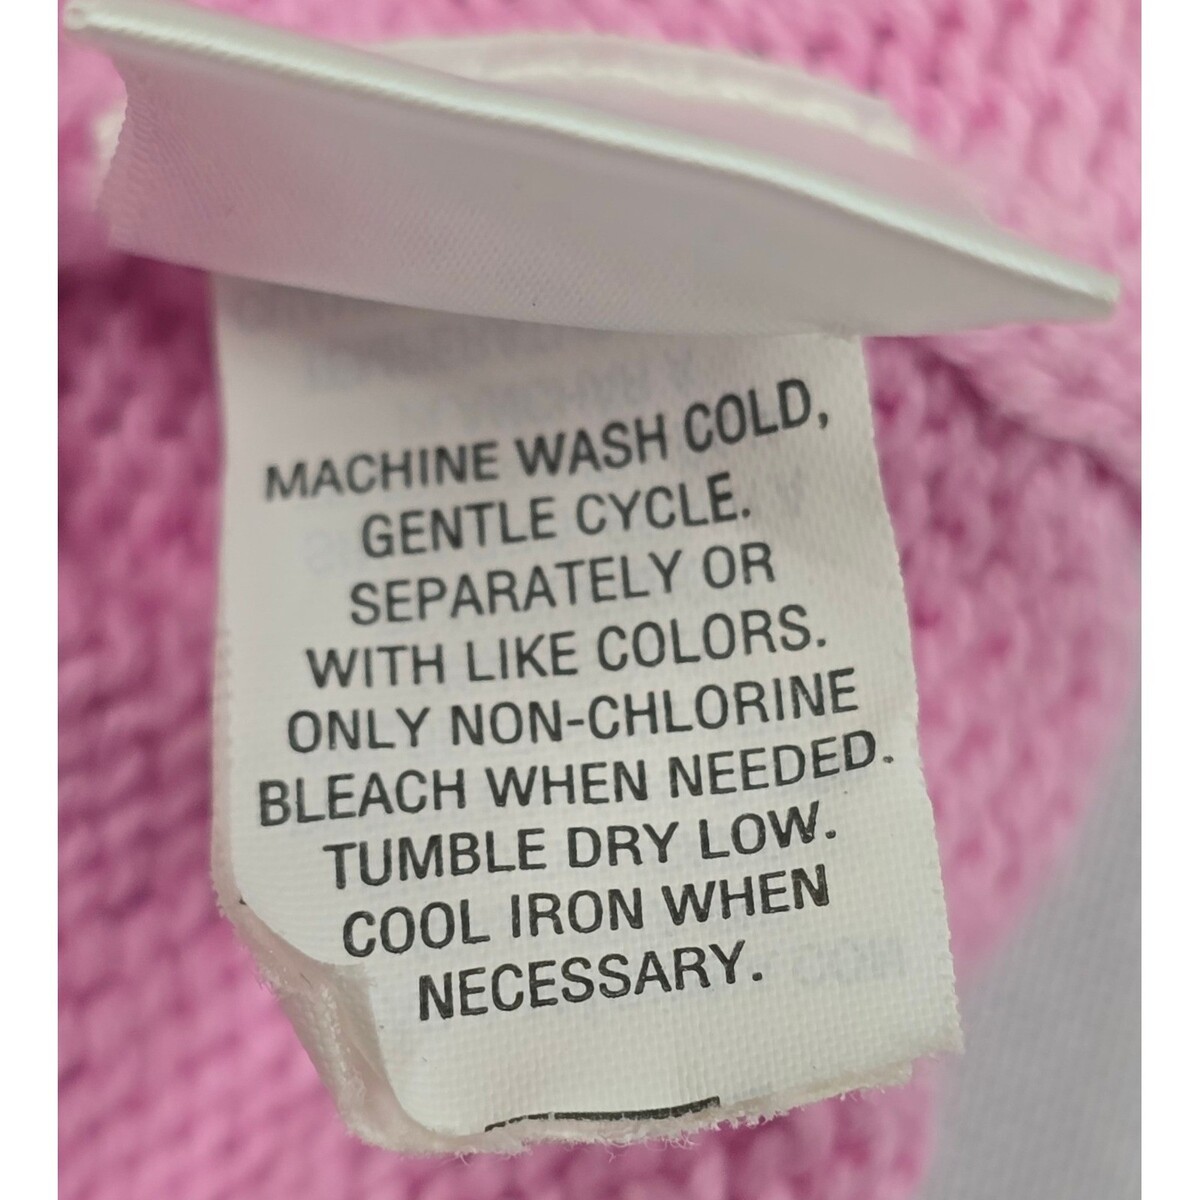 MACHINE WASH COLD,
GENTLE CYCLE.
SEPARATELY OR
WITH LIKE COLORS.
ONLY NON-CHLORINE
BLEACH WHEN NEEDED.
TUMBLE DRY LOW.
COOL IRON WHEN
NECESSARY.